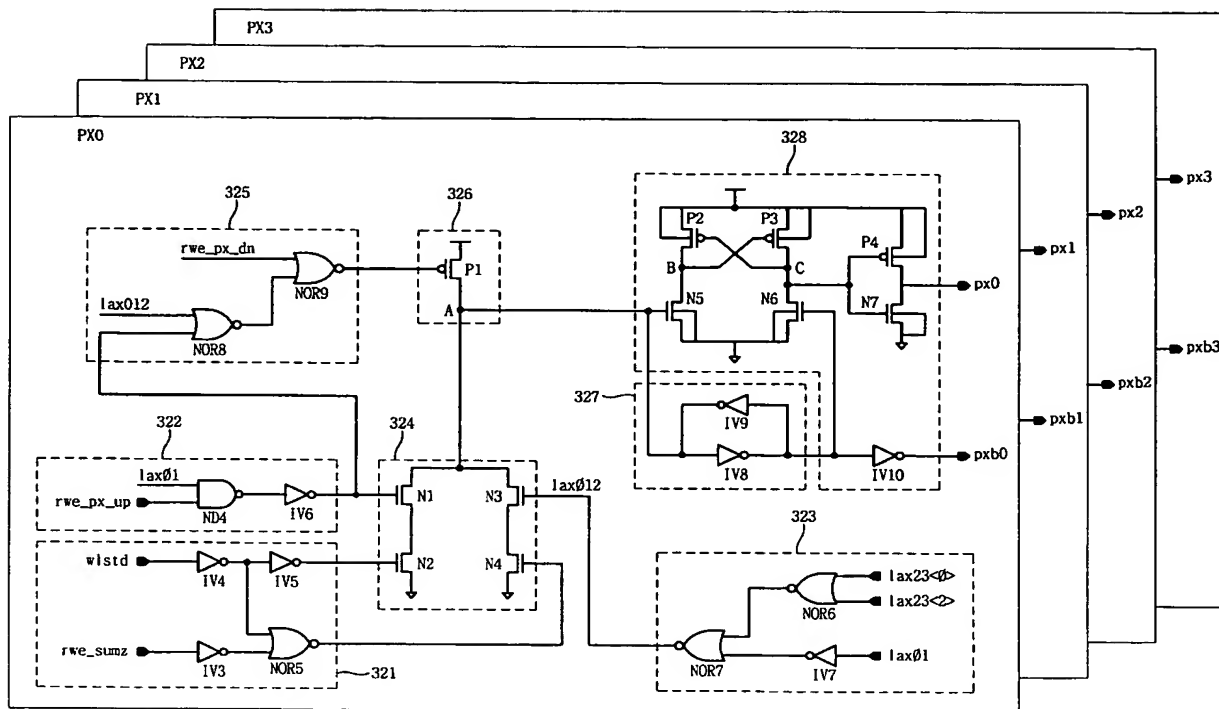 PX3
PX2
PX1
PX0
328
325
326
px3
px2
px1
px0
rwe_px_dn
lax012
NOR9
NOR8
P1
A
P2
P3
P4
B
C
N5
N6
N7
pxb3
pxb2
pxb1
pxb0
327
IV9
IV8
IV10
322
324
lax01
rwe_px_up
ND4
IV6
N1
N3
lax012
323
wlstd
IV4
IV5
N2
N4
lax23<0>
lax23<2>
NOR6
rwe_sumz
IV3
NOR5
321
NOR7
IV7
lax01